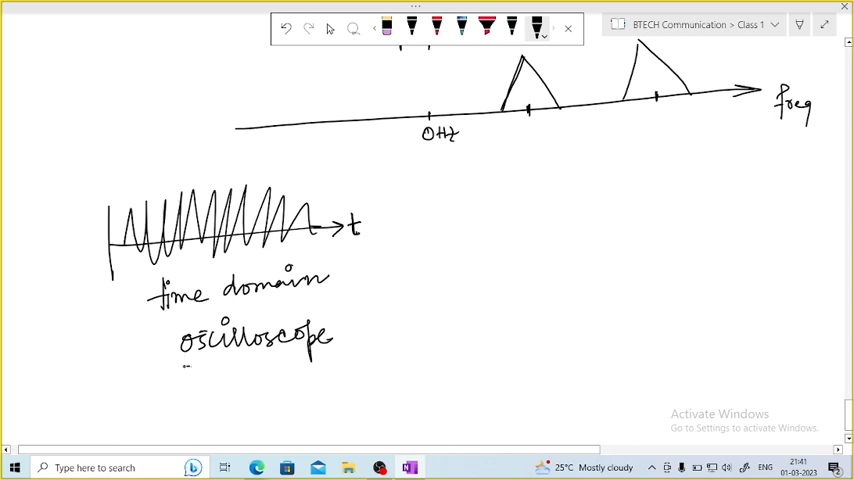 BTECH Communication > Class 1
freq
0Hz
t
time domain
oscilloscope
Activate Windows
Go to Settings to activate Windows.
Type here to search
25°C Mostly cloudy
ENG
21:41
01-03-2023
2